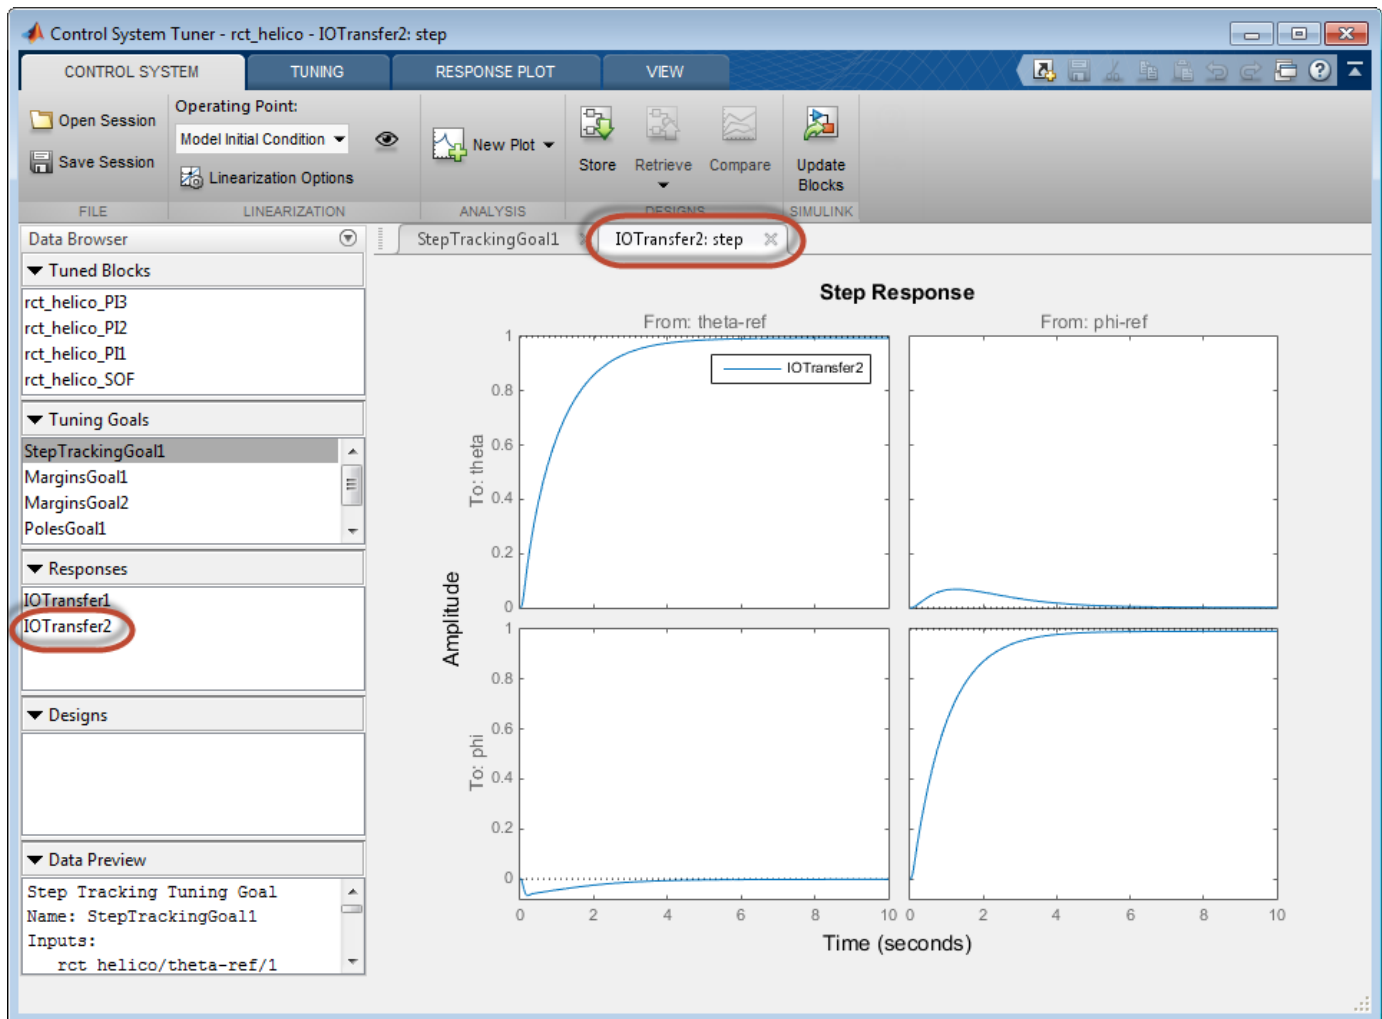 Control System Tuner - rct_helico - IOTransfer2: step
CONTROL SYSTEM TUNING RESPONSE PLOT VIEW
Open Session
Save Session
FILE
Operating Point:
Model Initial Condition
Linearization Options
LINEARIZATION
New Plot
ANALYSIS
Store Retrieve Compare
DESIGNS
Update
Blocks
SIMULINK
Data Browser
Tuned Blocks
rct_helico_PI3
rct_helico_PI2
rct_helico_PI1
rct_helico_SOF
Tuning Goals
StepTrackingGoal1
MarginsGoal1
MarginsGoal2
PolesGoal1
Responses
IOTransfer1
IOTransfer2
Designs
Data Preview
Step Tracking Tuning Goal
Name: StepTrackingGoal1
Inputs:
rct_helico/theta-ref/1
StepTrackingGoal1 IOTransfer2: step
Step Response
From: theta-ref From: phi-ref
IOTransfer2
To: theta
1
0.8
0.6
0.4
0.2
0
Amplitude
To: phi
1
0.8
0.6
0.4
0.2
0
0 2 4 6 8 10 0 2 4 6 8 10
Time (seconds)